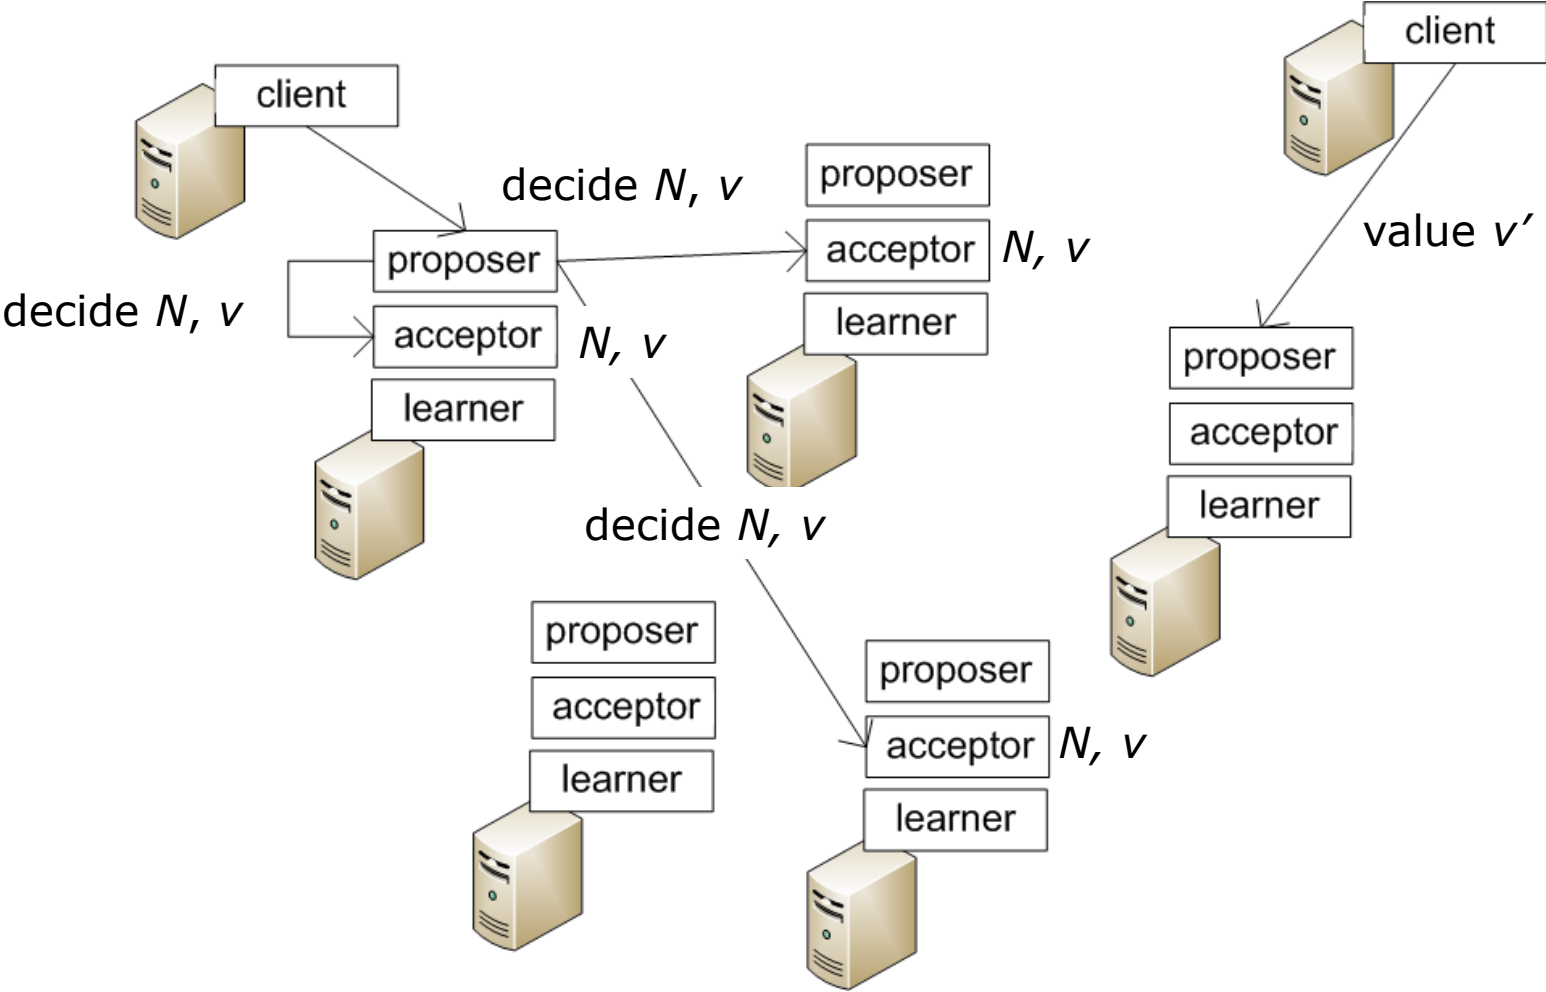 client
client
decide N, v
proposer
acceptor N, v
learner
value v′
proposer
decide N, v
acceptor N, v
learner
proposer
acceptor
learner
decide N, v
proposer
acceptor
learner
proposer
acceptor N, v
learner